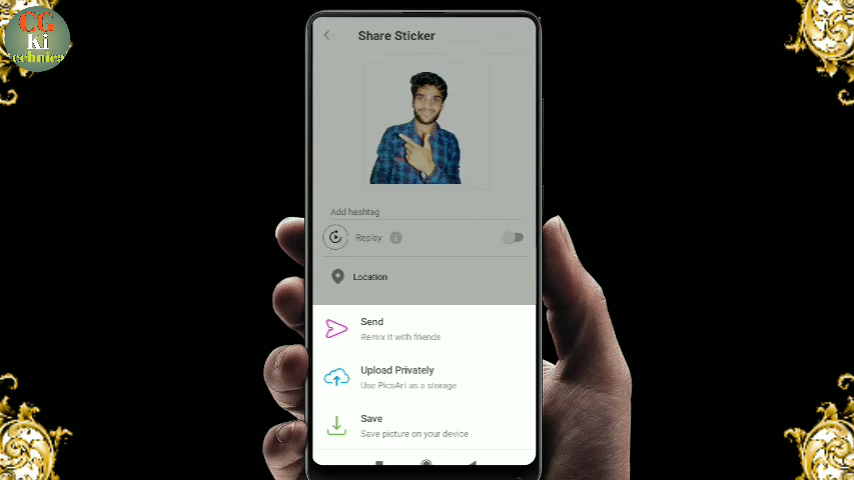 CG
Ki
Technical
Share Sticker
Add hashtag
Replay
Location
Send
Remix it with friends
Upload Privately
Use PicsArt as a storage
Save
Save picture on your device